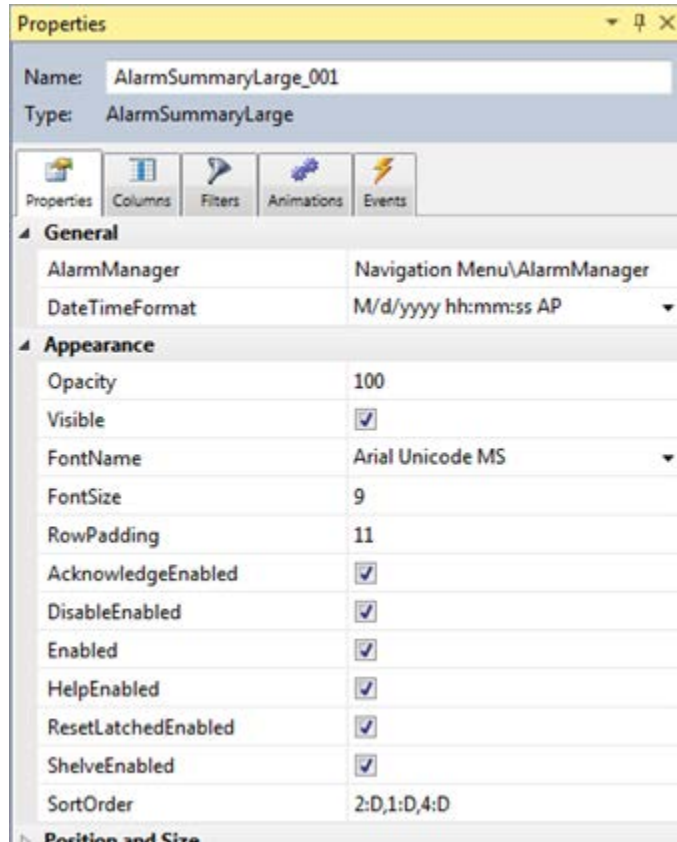 Properties
Name: AlarmSummaryLarge_001
Type: AlarmSummaryLarge
Properties Columns Filters Animations Events
General
AlarmManager Navigation Menu\AlarmManager
DateTimeFormat M/d/yyyy hh:mm:ss AP
Appearance
Opacity 100
Visible
FontName Arial Unicode MS
FontSize 9
RowPadding 11
AcknowledgeEnabled
DisableEnabled
Enabled
HelpEnabled
ResetLatchedEnabled
ShelveEnabled
SortOrder 2:D,1:D,4:D
Position and Size